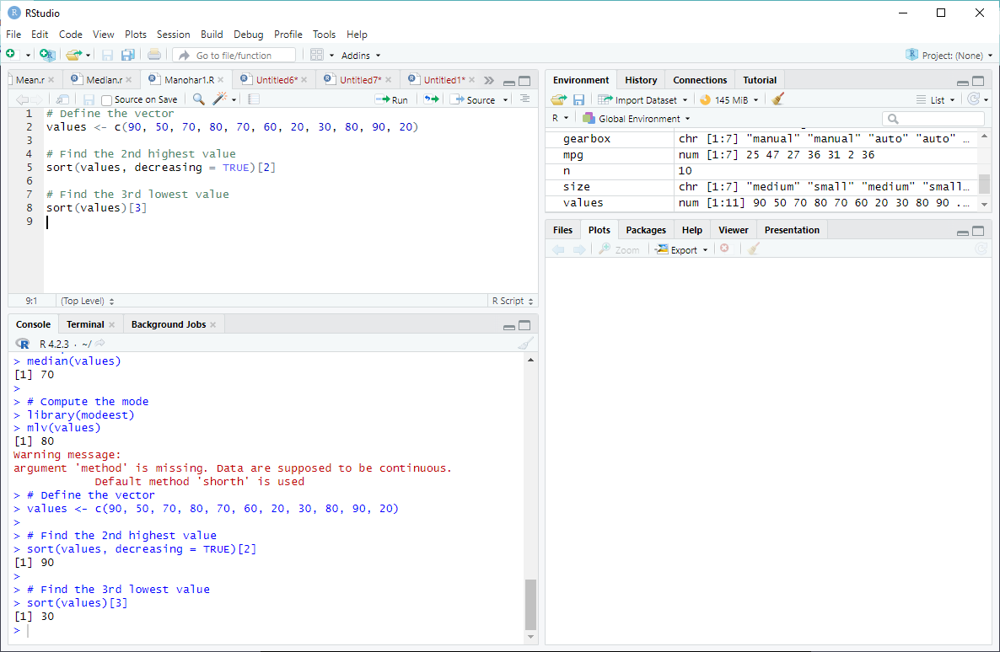 RStudio
File Edit Code View Plots Session Build Debug Profile Tools Help
Go to file/function Addins Project: (None)
Mean.r Median.r Manohar1.R Untitled6* Untitled7* Untitled1*
Source on Save Run Source
1 # Define the vector
2 values <- c(90, 50, 70, 80, 70, 60, 20, 30, 80, 90, 20)
3
4 # Find the 2nd highest value
5 sort(values, decreasing = TRUE)[2]
6
7 # Find the 3rd lowest value
8 sort(values)[3]
9
9:1 (Top Level) R Script
Console Terminal Background Jobs
R 4.2.3 · ~/
> median(values)
[1] 70
>
> # Compute the mode
> library(modeest)
> mlv(values)
[1] 80
Warning message:
argument 'method' is missing. Data are supposed to be continuous.
Default method 'shorth' is used
> # Define the vector
> values <- c(90, 50, 70, 80, 70, 60, 20, 30, 80, 90, 20)
>
> # Find the 2nd highest value
> sort(values, decreasing = TRUE)[2]
[1] 90
>
> # Find the 3rd lowest value
> sort(values)[3]
[1] 30
>
Environment History Connections Tutorial
Import Dataset 145 MiB List
R Global Environment
gearbox chr [1:7] "manual" "manual" "auto" "auto" …
mpg num [1:7] 25 47 27 36 31 2 36
n 10
size chr [1:7] "medium" "small" "medium" "small…
values num [1:11] 90 50 70 80 70 60 20 30 80 90 ...
Files Plots Packages Help Viewer Presentation
Zoom Export